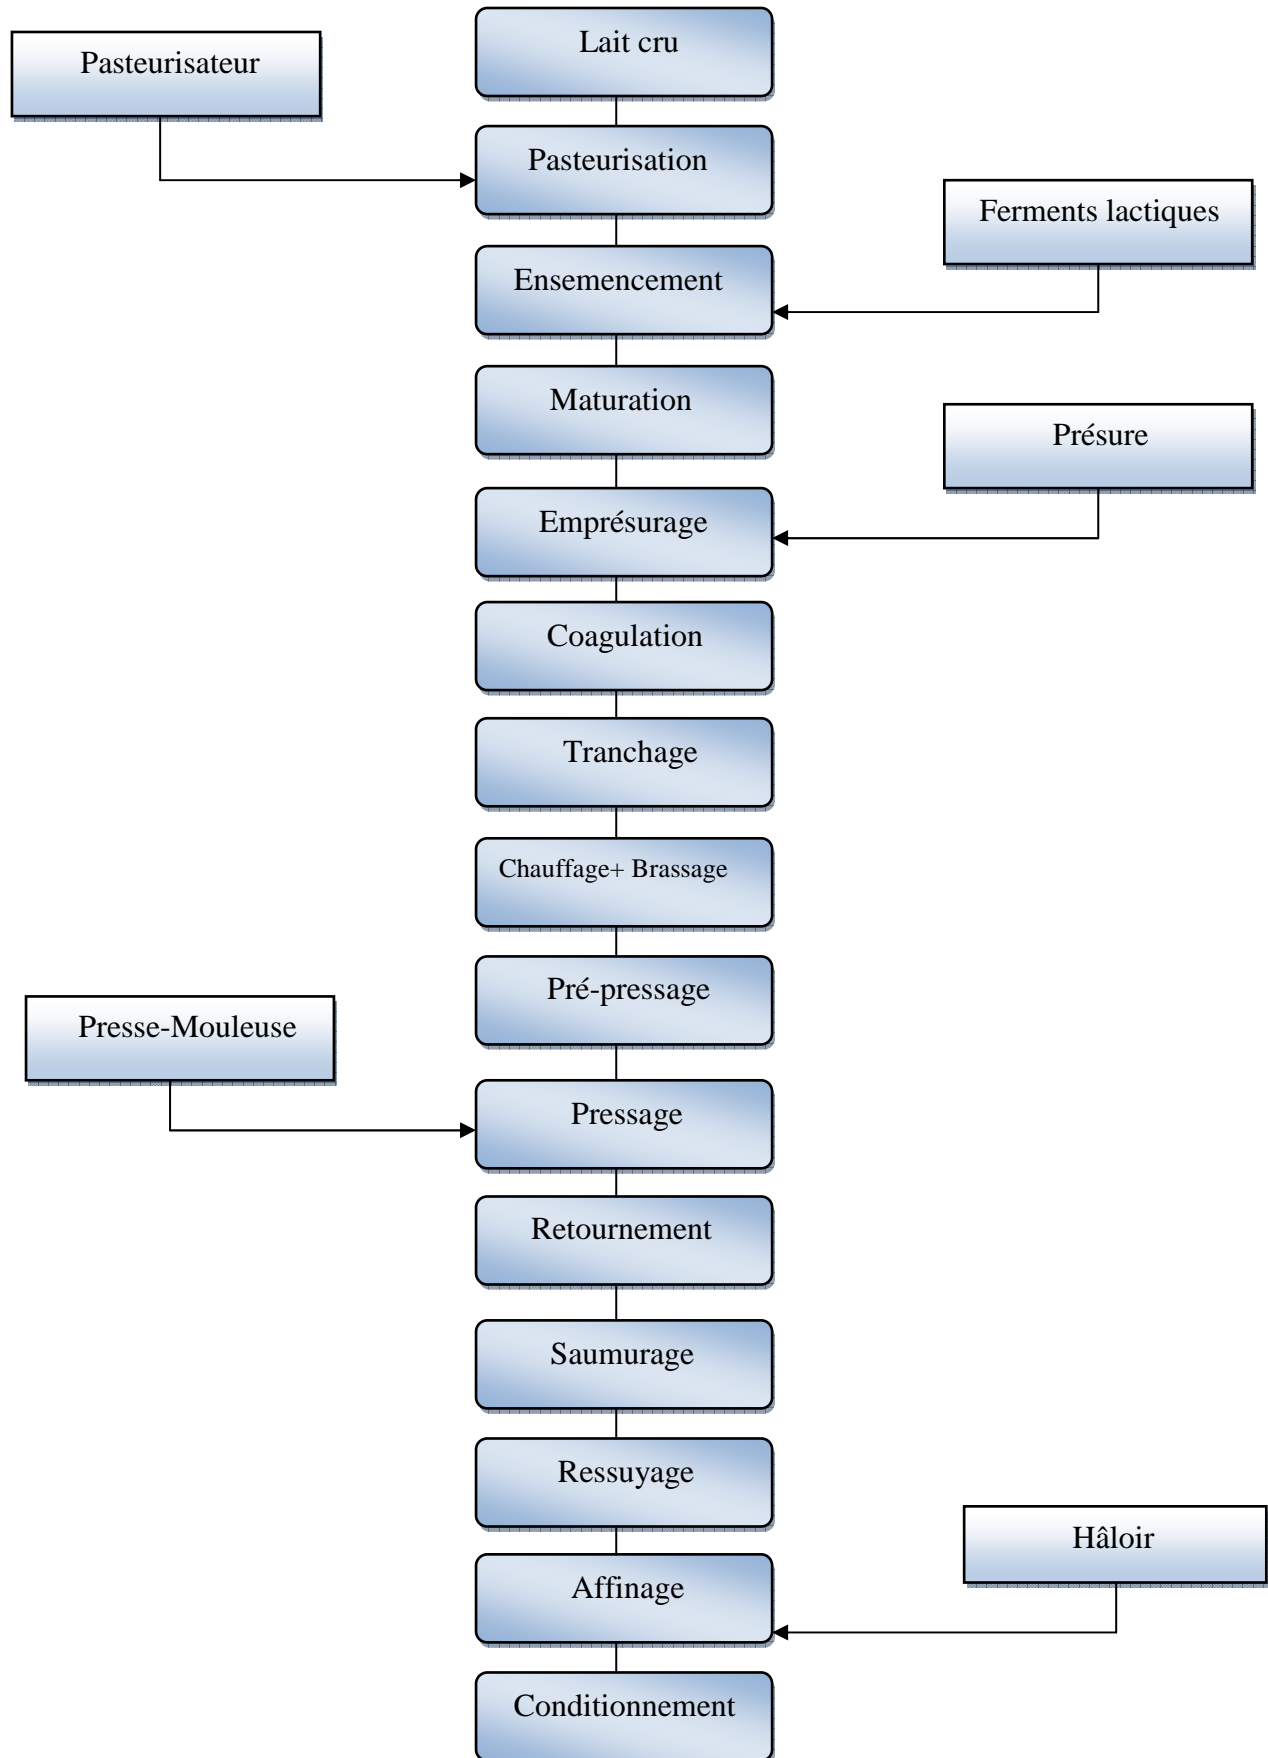 Lait cru
Pasteurisateur
Pasteurisation
Ferments lactiques
Ensemencement
Maturation
Présure
Emprésurage
Coagulation
Tranchage
Chauffage+ Brassage
Pré-pressage
Presse-Mouleuse
Pressage
Retournement
Saumurage
Ressuyage
Hâloir
Affinage
Conditionnement